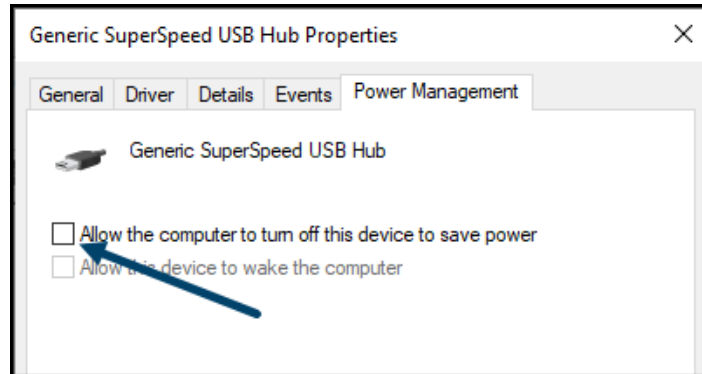 Generic SuperSpeed USB Hub Properties
General Driver Details Events Power Management
Generic SuperSpeed USB Hub
Allow the computer to turn off this device to save power
Allow this device to wake the computer